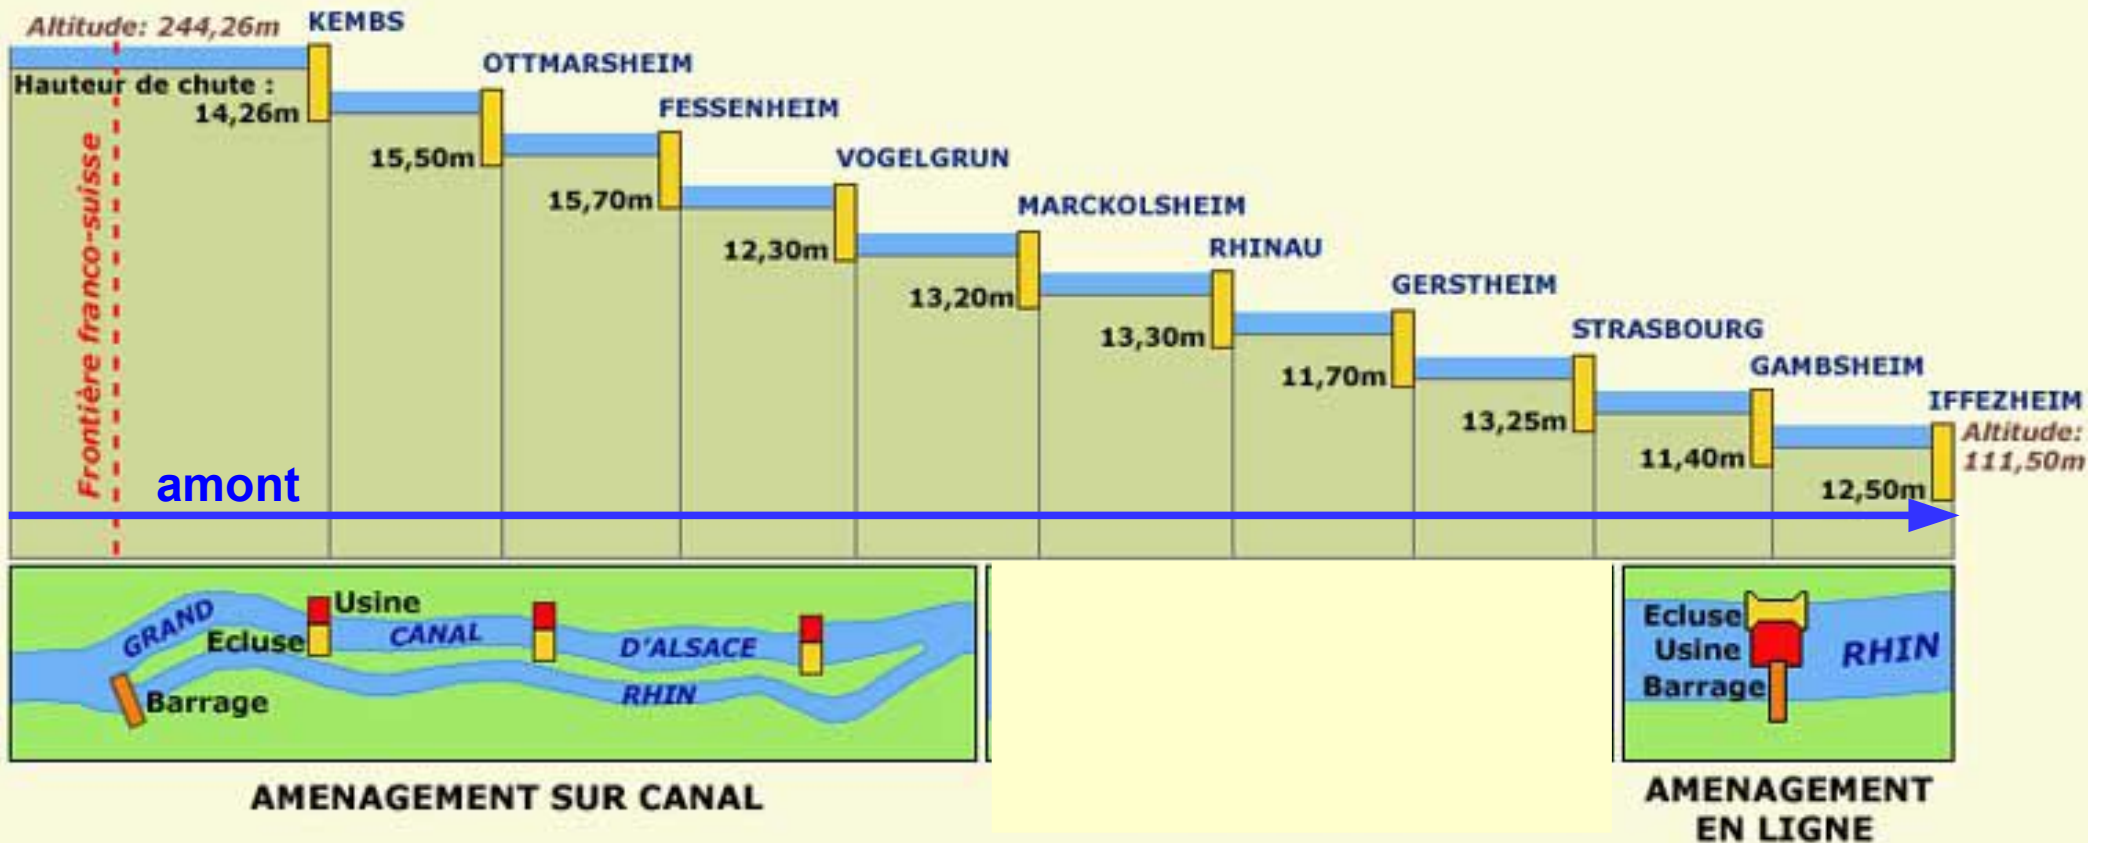 Altitude: 244,26m
KEMBS
Hauteur de chute :
14,26m
OTTMARSHEIM
15,50m
FESSENHEIM
15,70m
VOGELGRUN
12,30m
MARCKOLSHEIM
13,20m
RHINAU
13,30m
GERSTHEIM
11,70m
STRASBOURG
13,25m
GAMBSHEIM
11,40m
IFFEZHEIM
Altitude:
111,50m
12,50m
Frontière franco-suisse
amont
GRAND
Usine
Ecluse
CANAL
D'ALSACE
RHIN
Barrage
AMENAGEMENT SUR CANAL
Ecluse
Usine
Barrage
RHIN
AMENAGEMENT
EN LIGNE